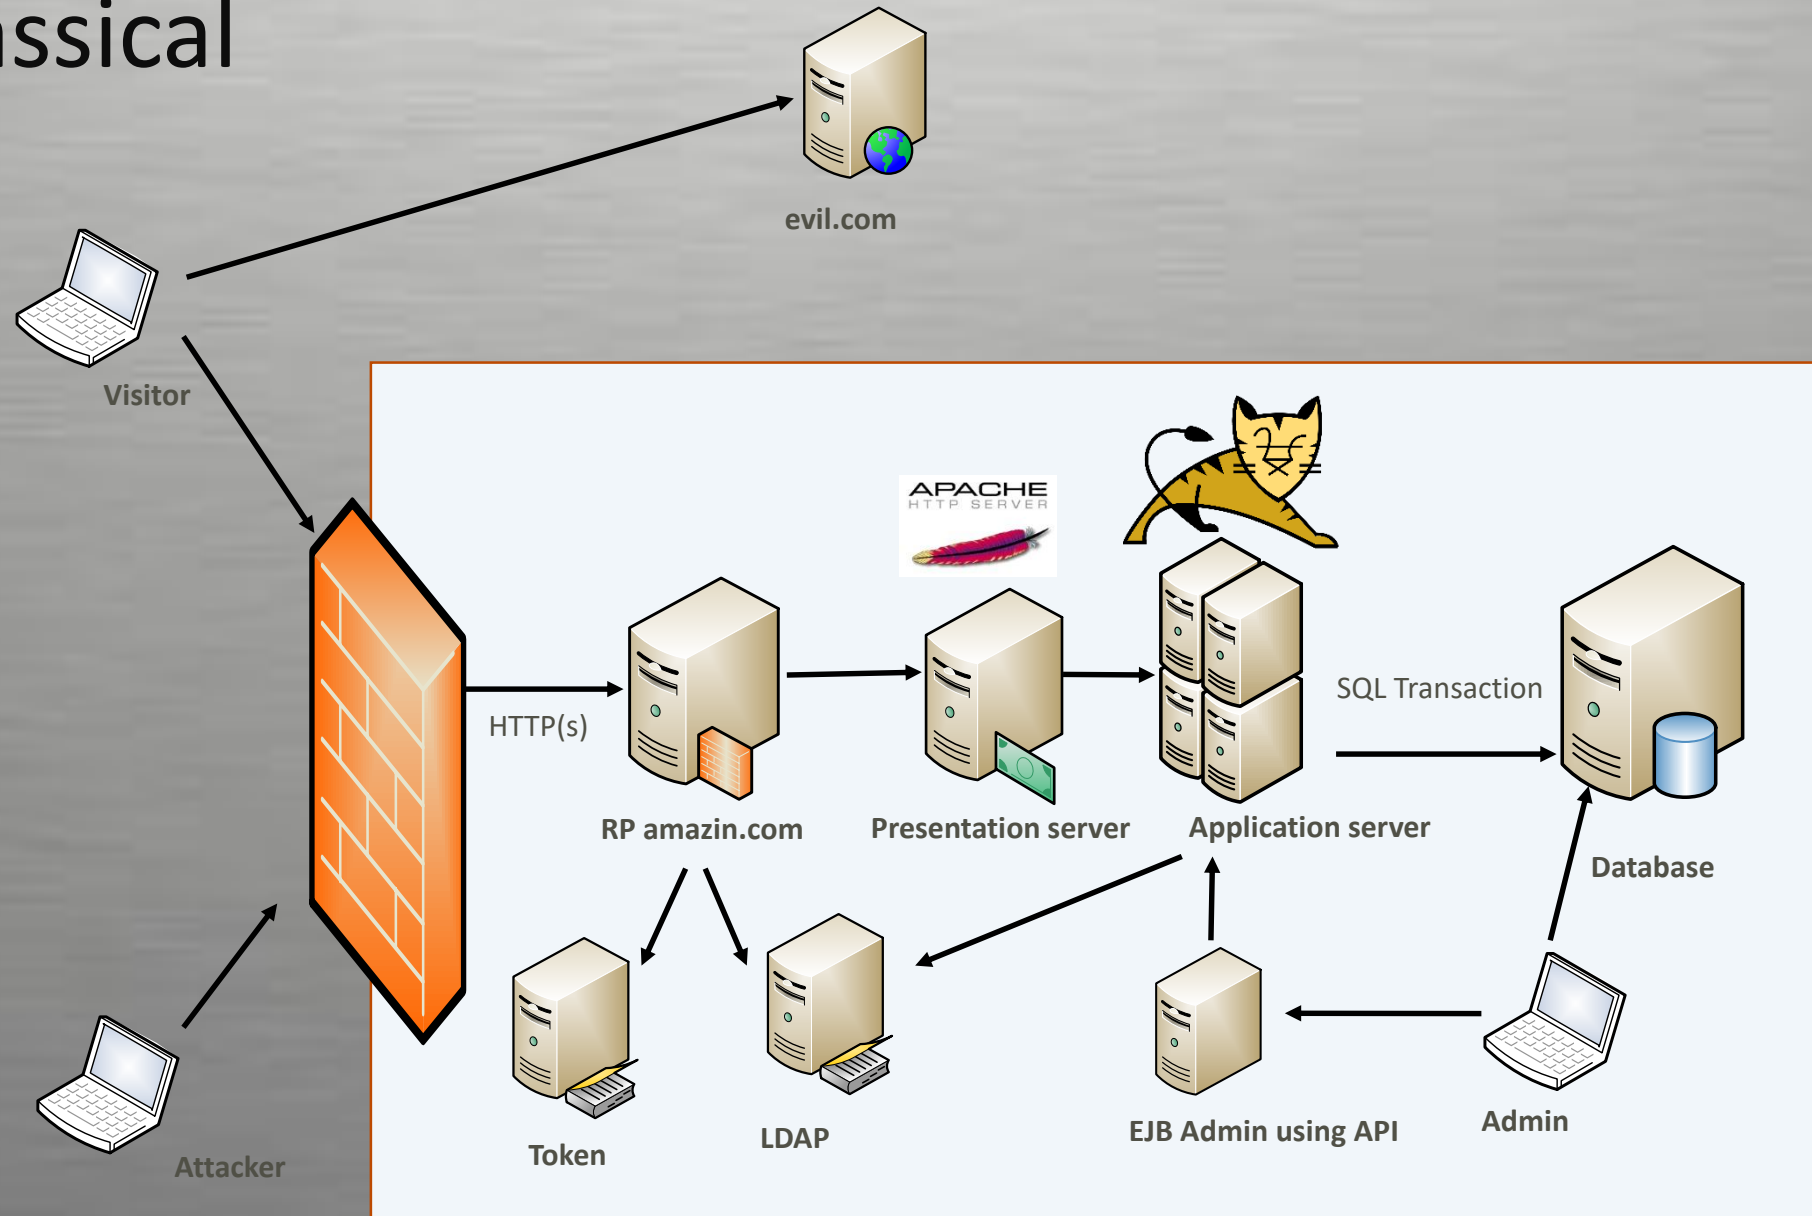 assical
evil.com
Visitor
APACHE
HTTP SERVER
SQL Transaction
HTTP(s)
RP amazin.com
Presentation server
Application server
Database
Token
LDAP
EJB Admin using API
Admin
Attacker